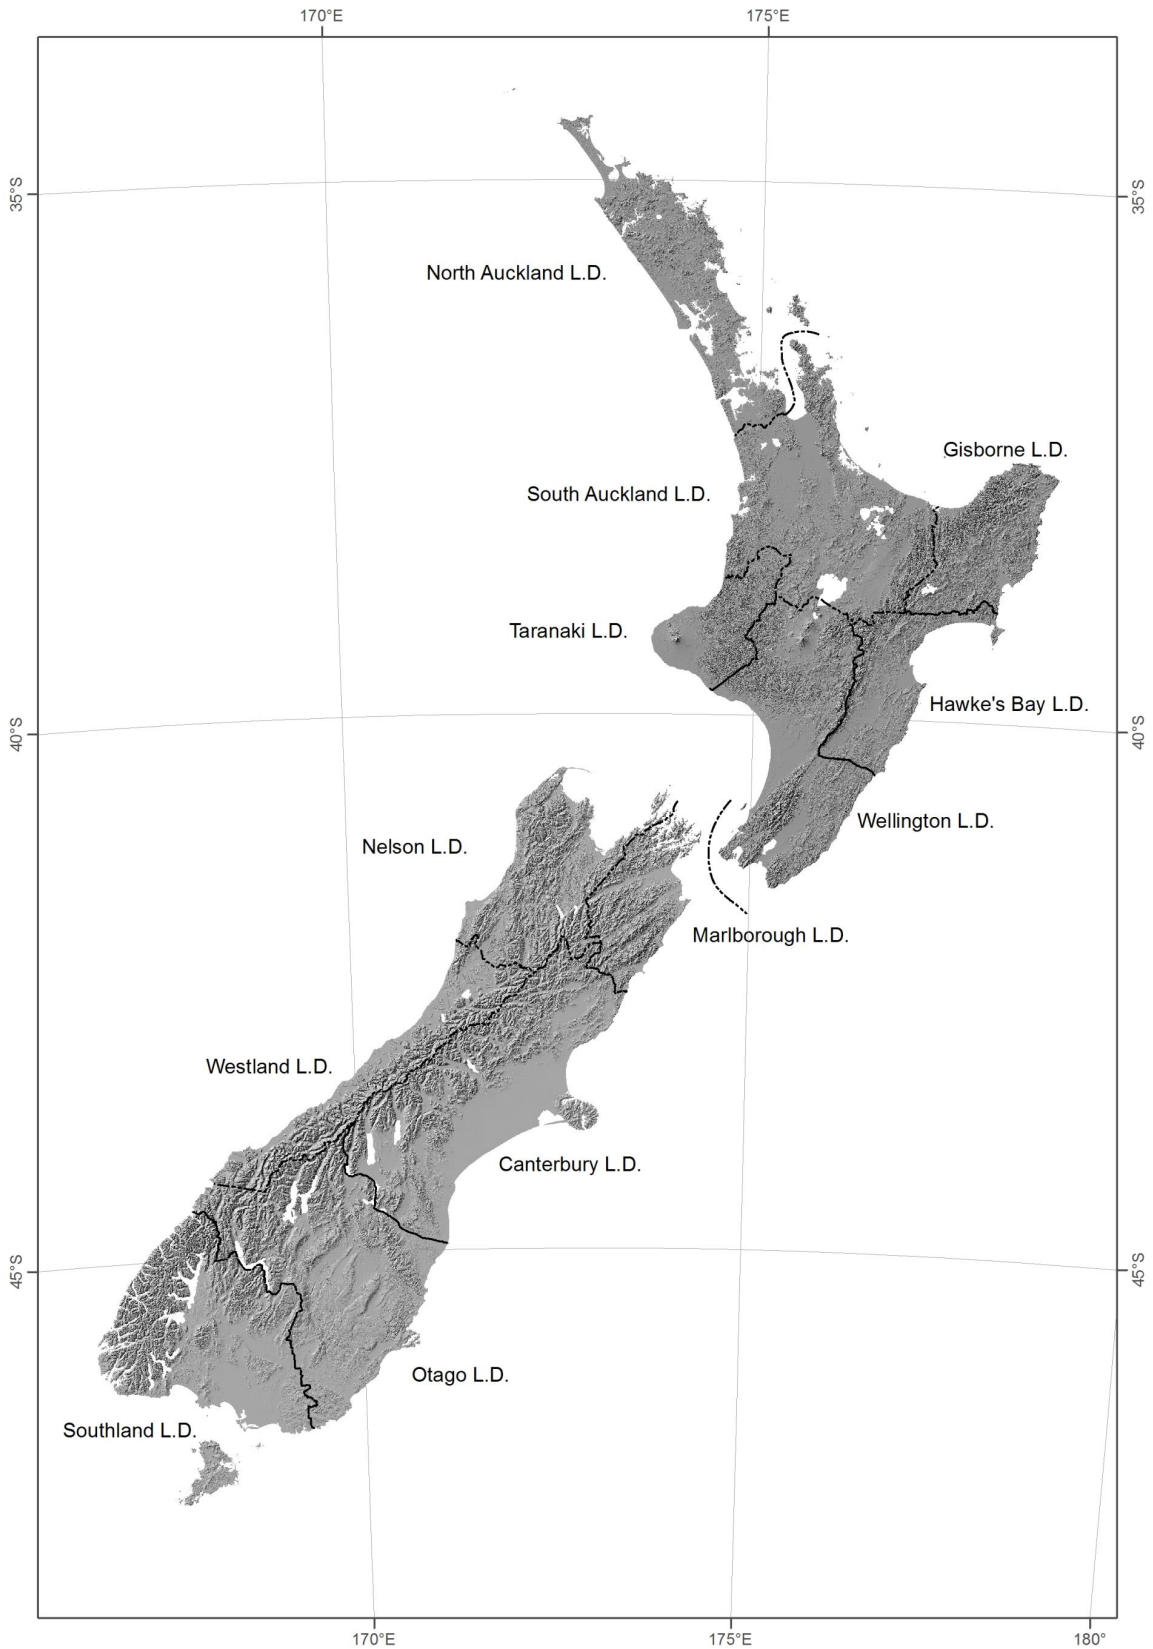 170°E
175°E
35°S
35°S
North Auckland L.D.
Gisborne L.D.
South Auckland L.D.
Taranaki L.D.
Hawke's Bay L.D.
40°S
40°S
Wellington L.D.
Nelson L.D.
Marlborough L.D.
Westland L.D.
Canterbury L.D.
45°S
45°S
Otago L.D.
Southland L.D.
170°E
175°E
180°